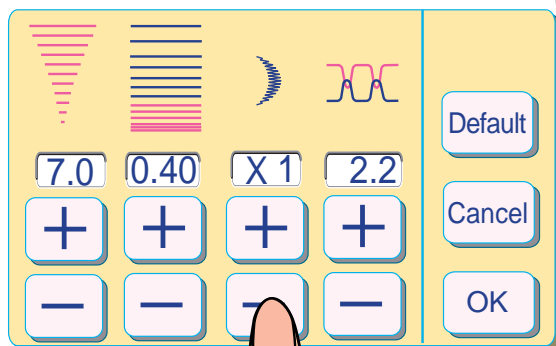 7.0 0.40 X 1 2.2
+ + + +
− − − −
Default
Cancel
OK